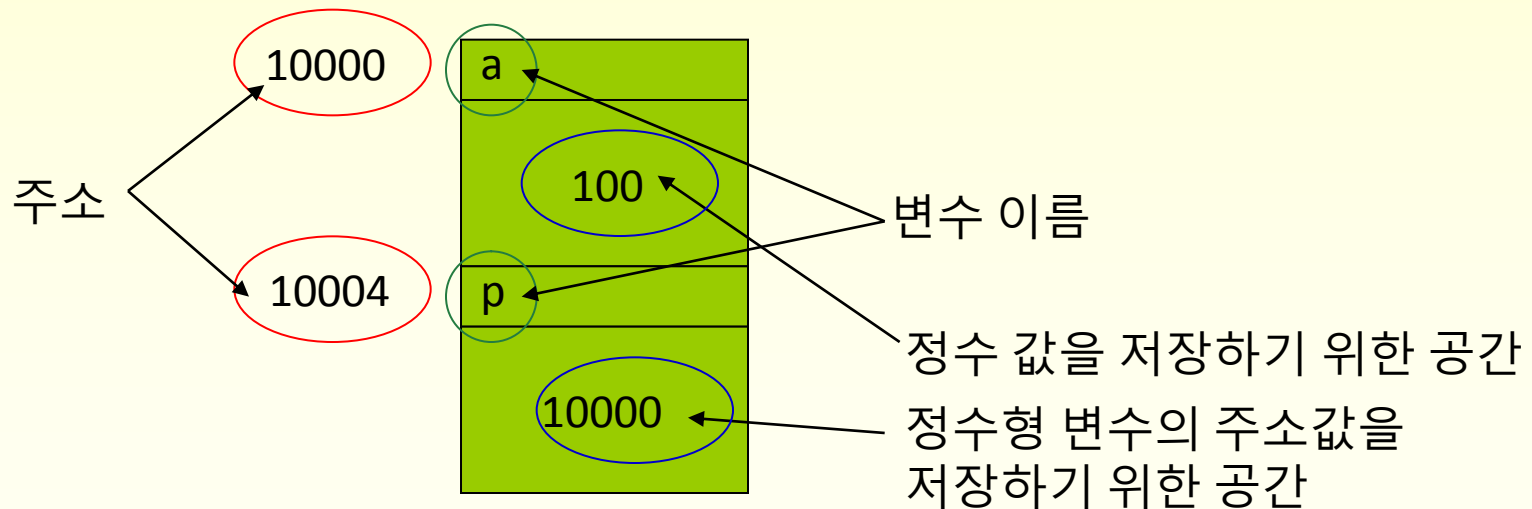 10000
a
주소
100
변수 이름
10004
p
정수 값을 저장하기 위한 공간
10000
정수형 변수의 주소값을
저장하기 위한 공간